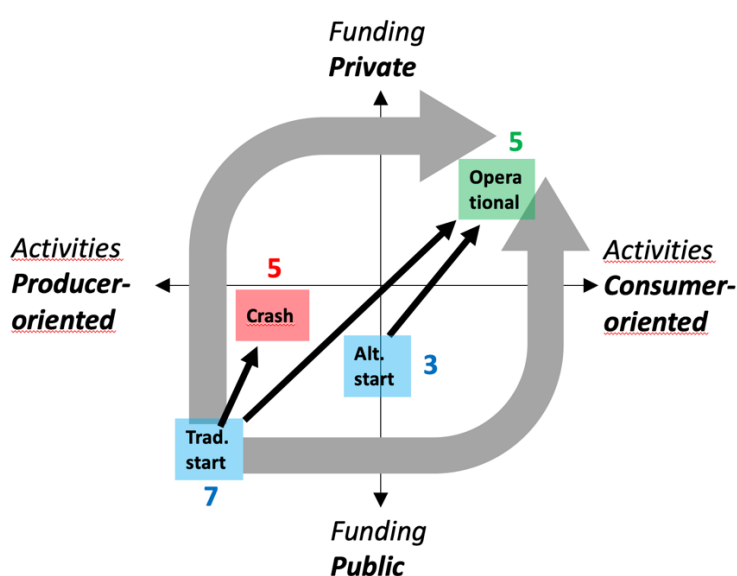 Funding
Private
5
Opera
tional
Activities
Producer-
oriented
Activities
Consumer-
oriented
5
Crash
Alt.
start
3
Trad.
start
7
Funding
Public